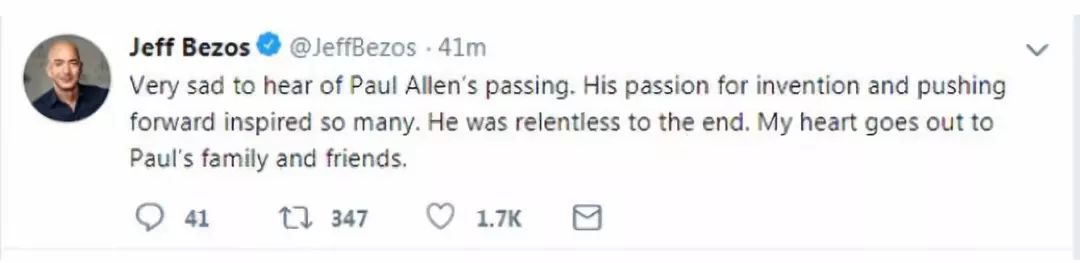 Jeff Bezos @JeffBezos · 41m
Very sad to hear of Paul Allen's passing. His passion for invention and pushing
forward inspired so many. He was relentless to the end. My heart goes out to
Paul's family and friends.
41 347 1.7K